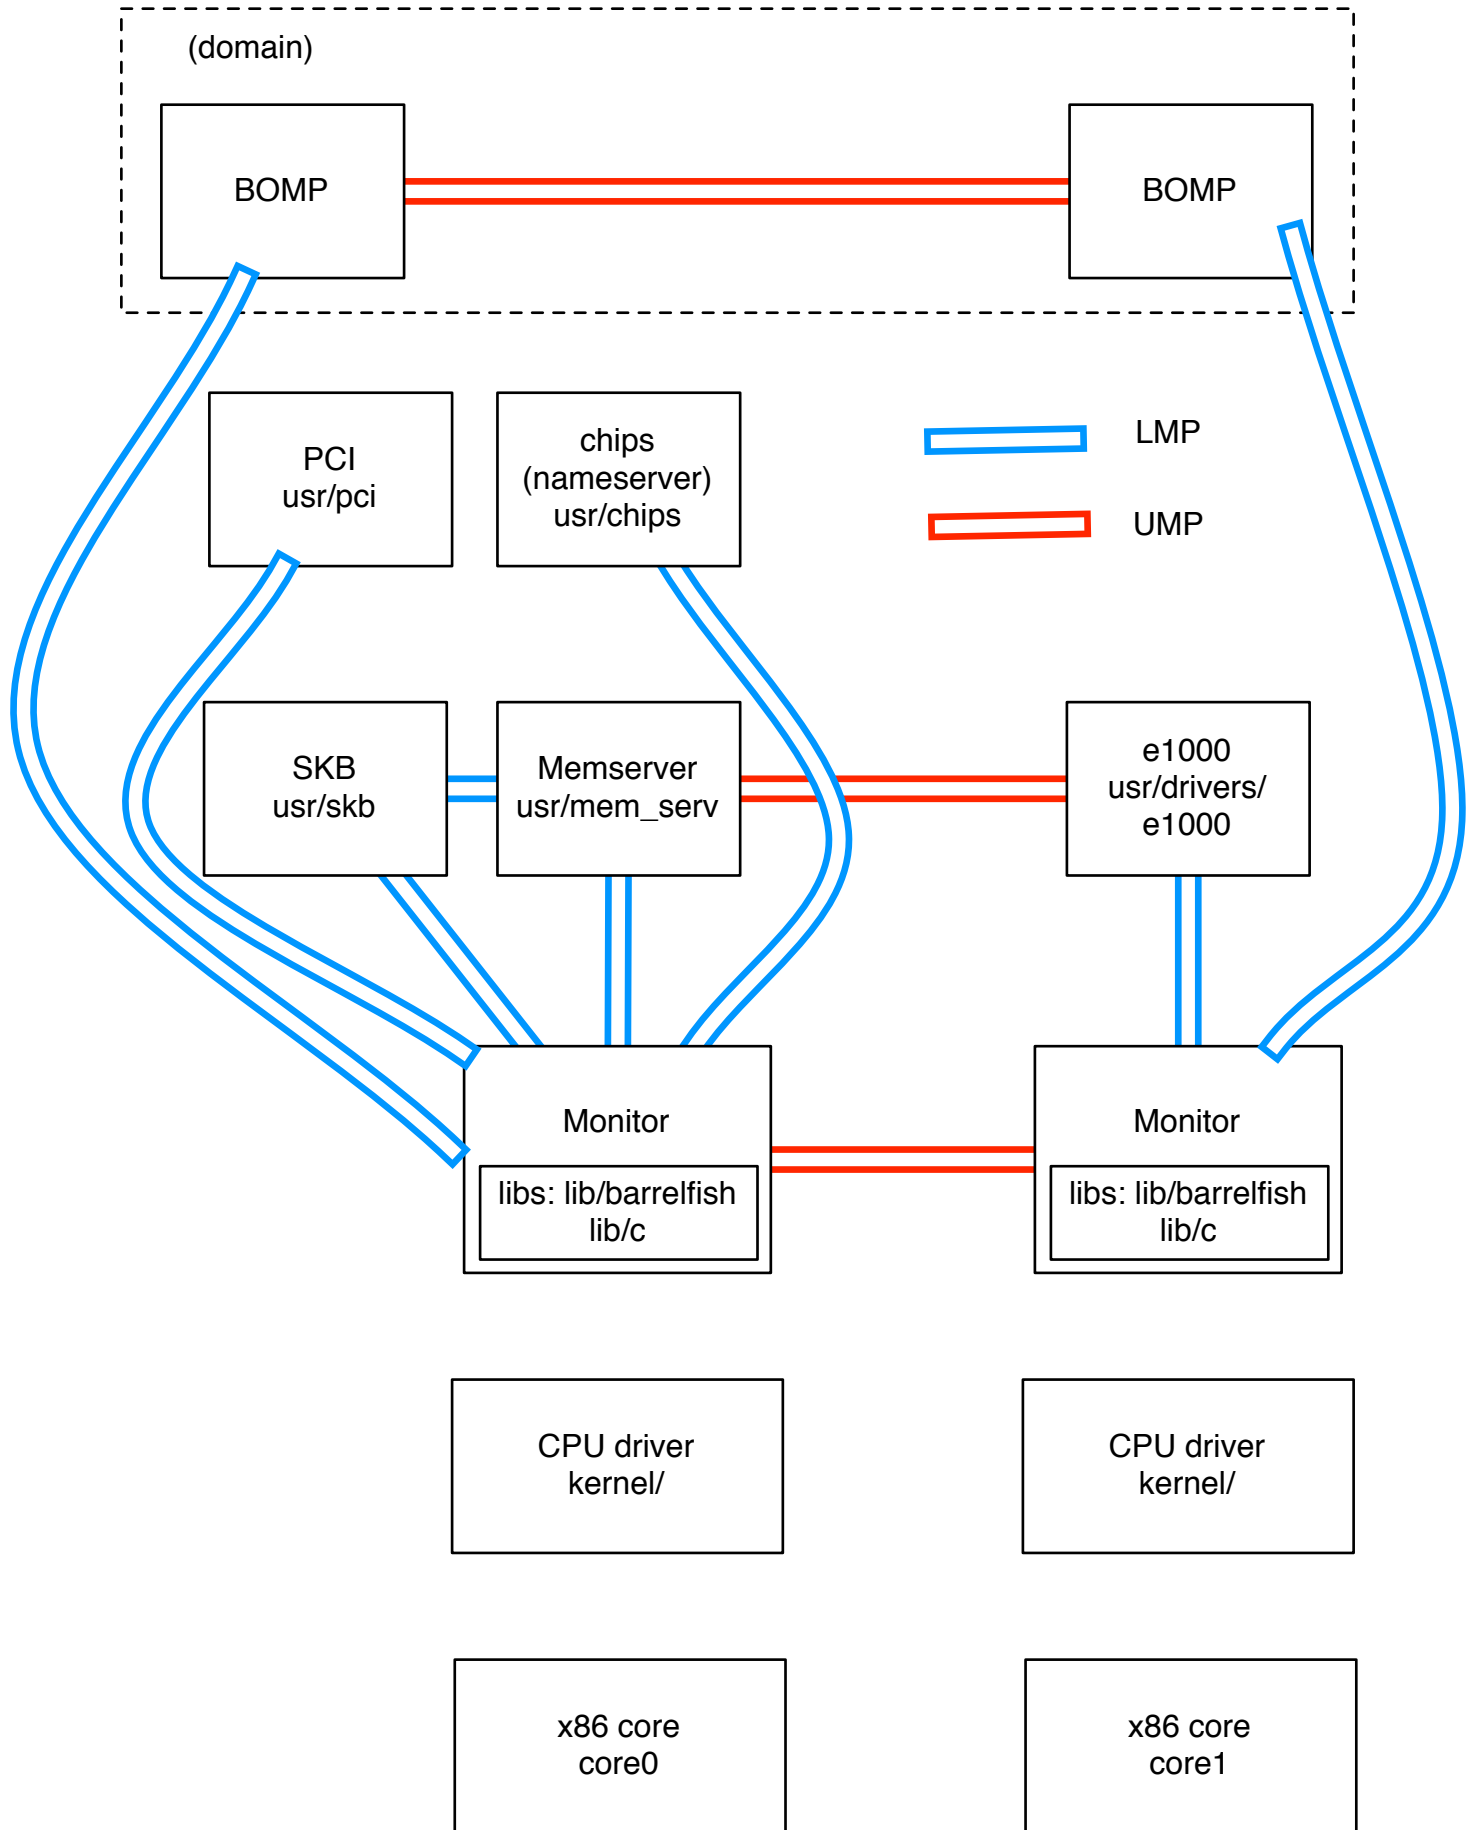 (domain)
BOMP
BOMP
PCI
usr/pci
chips
(nameserver)
usr/chips
LMP
UMP
SKB
usr/skb
Memserver
usr/mem_serv
e1000
usr/drivers/
e1000
Monitor
libs: lib/barrelfish
lib/c
Monitor
libs: lib/barrelfish
lib/c
CPU driver
kernel/
CPU driver
kernel/
x86 core
core0
x86 core
core1